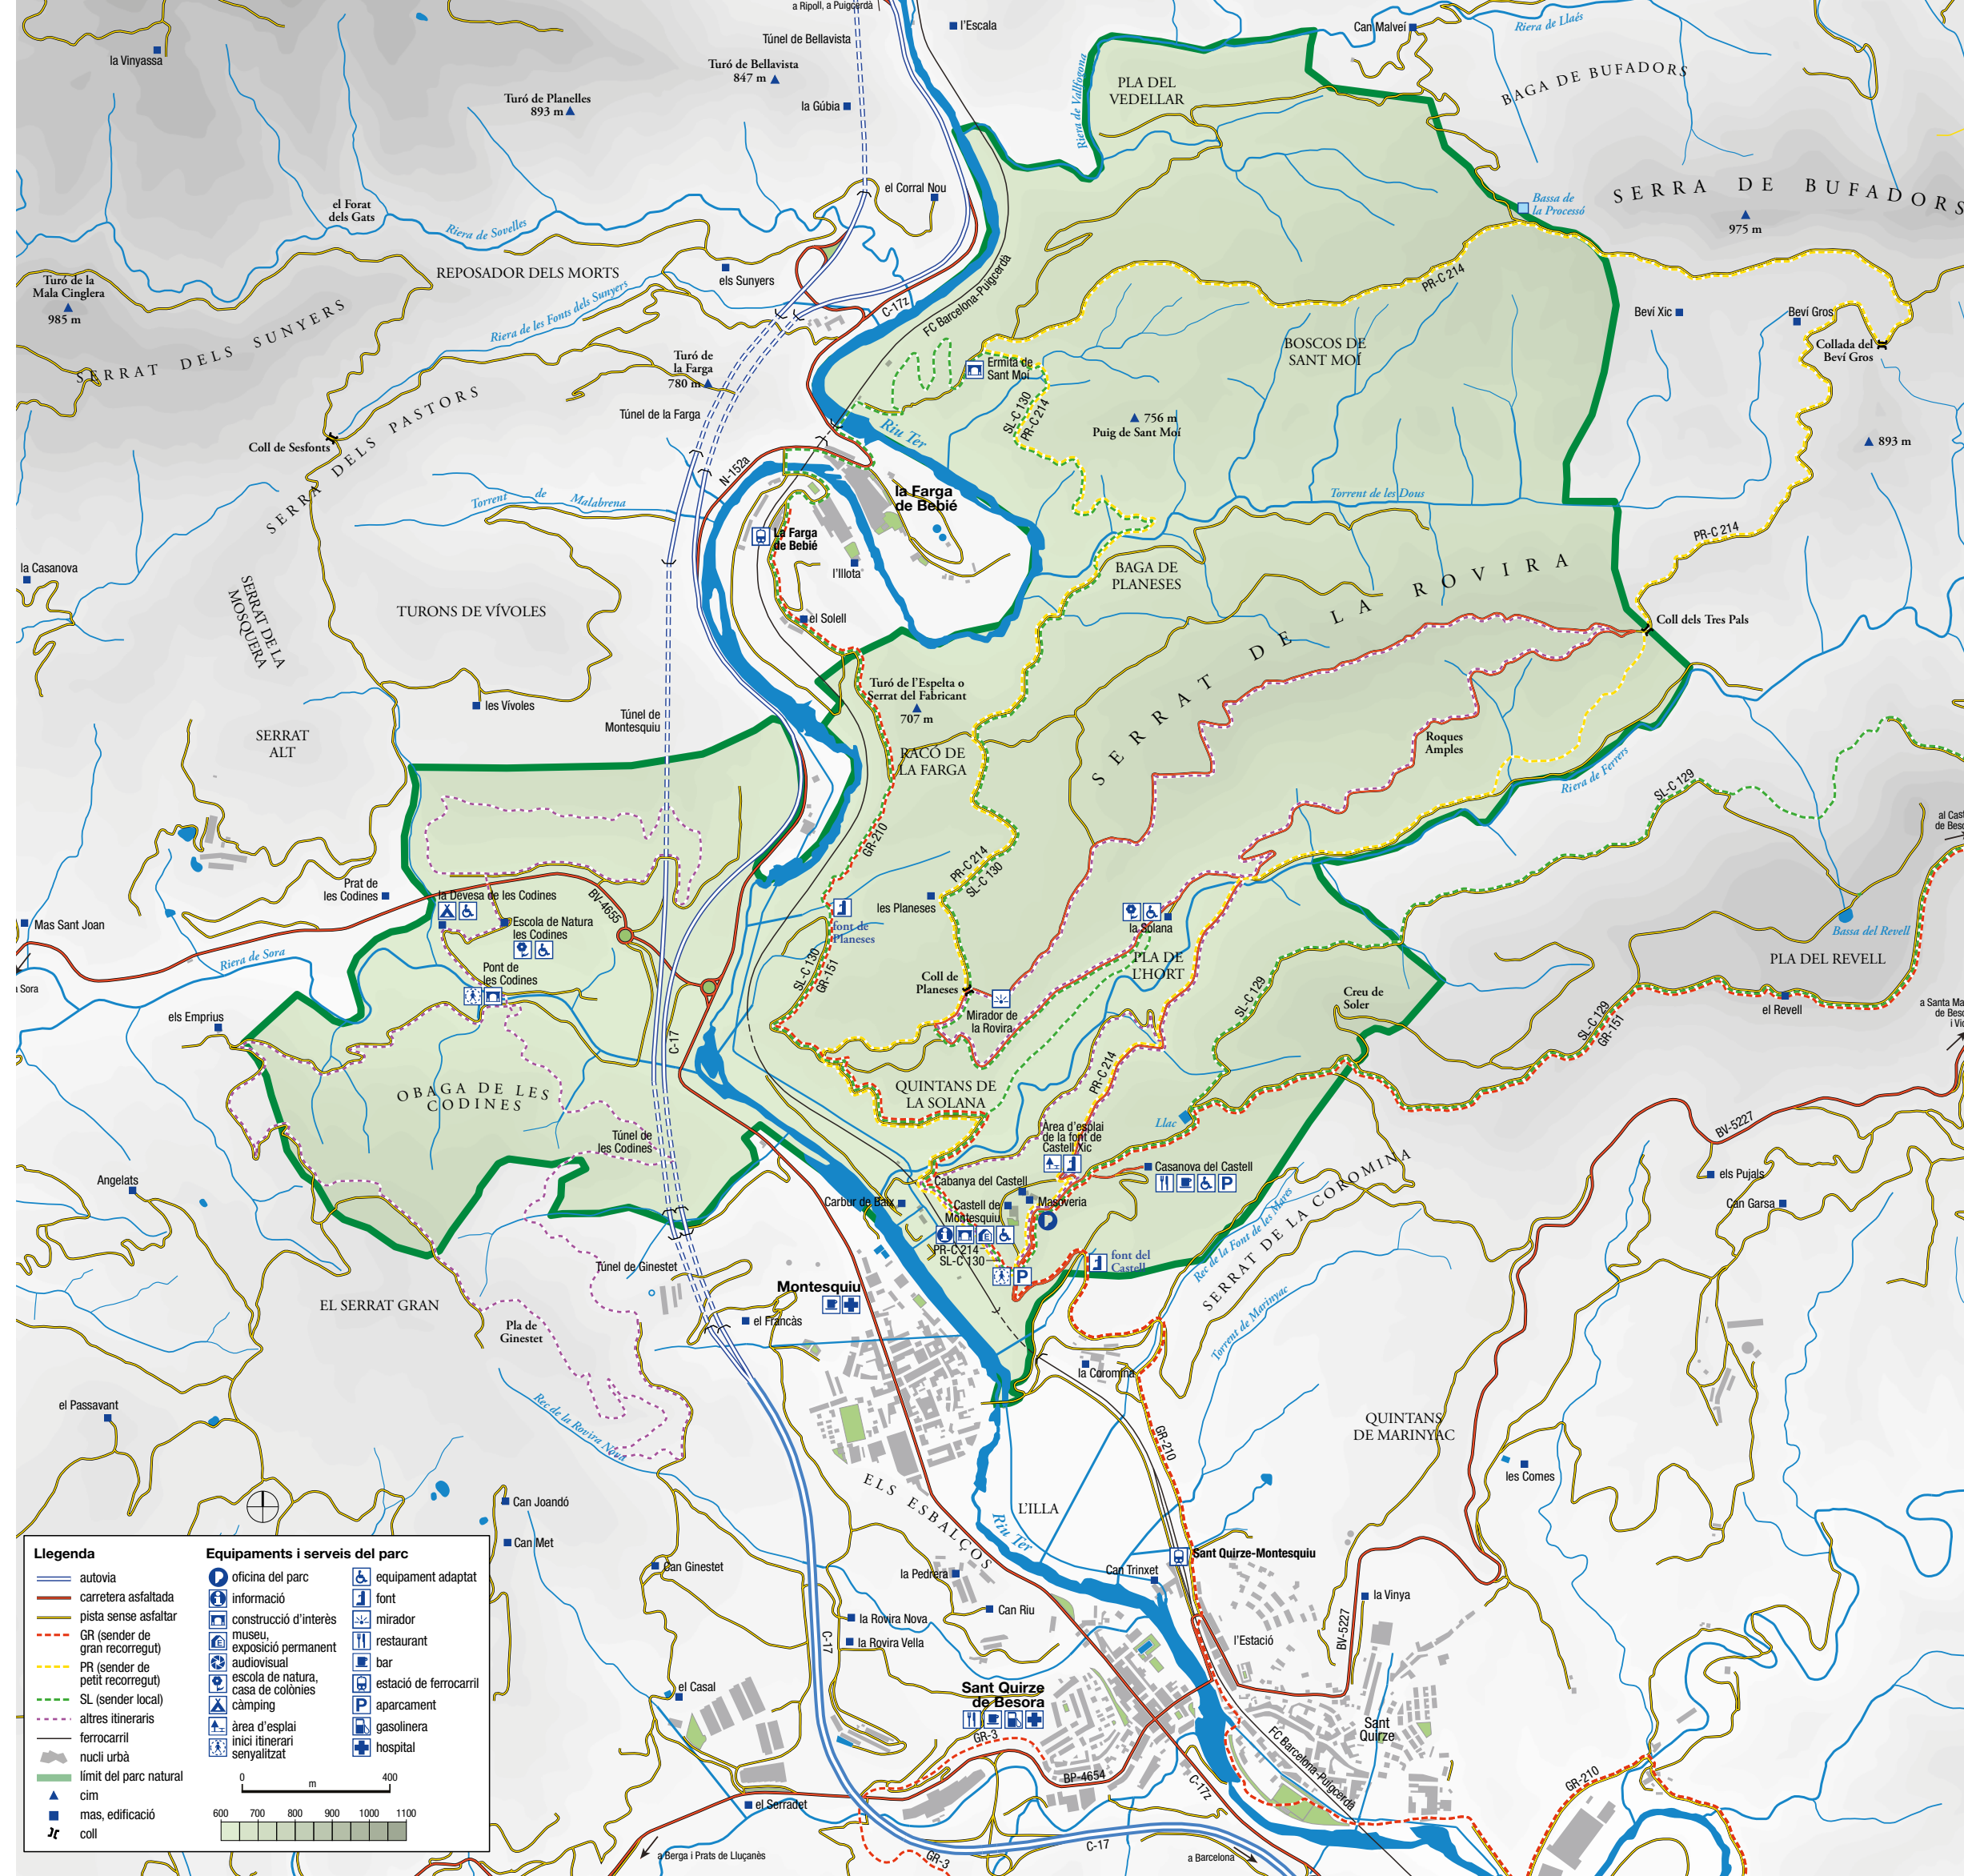 a Ripoll, a Puigcerdà
l'Escala
Can Malveí
Riera de Llaés
la Vinyassa
Túnel de Bellavista
Turó de Bellavista
847 m
Turó de Planelles
893 m
la Gúbia
Riera de Vallfogona
PLA DEL
VEDELLAR
BAGA DE BUFADORS
SERRA DE BUFADORS
975 m
Bassa de
la Processó
el Corral Nou
el Forat
dels Gats
Riera de Sovelles
REPOSADOR DELS MORTS
els Sunyers
Turó de la
Mala Cinglera
985 m
SERRAT DELS SUNYERS
Riera de les Fonts dels Sunyers
C-17z
FC Barcelona-Puigcerdà
PR-C 214
Beví Xic
Beví Gros
Collada del
Beví Gros
BOSCOS DE
SANT MOÍ
Ermita de
Sant Moí
Turó de
la Farga
780 m
Túnel de la Farga
SERRA DELS PASTORS
Coll de Sesfonts
SL-C 130
PR-C 214
756 m
Puig de Sant Moí
893 m
Riu Ter
N-152a
la Farga
de Bebié
Torrent de Malabrena
Torrent de les Dous
PR-C 214
La Farga
de Bebié
l'Illota
la Casanova
SERRAT DE LA
MOSQUERA
TURONS DE VÍVOLES
BAGA DE
PLANESES
SERRAT DE LA ROVIRA
Coll dels Tres Pals
el Solell
les Vívoles
Túnel de
Montesquiu
Turó de l'Espelta o
Serrat del Fabricant
707 m
SERRAT
ALT
RACÓ DE
LA FARGA
Roques
Amples
Riera de Ferrers
SL-C 129
GR-210
PR-C 214
SL-C 130
al Cast
de Beso
Prat de
les Codines
la Devesa de les Codines
BV-4655
Escola de Natura
les Codines
les Planeses
font de
Planeses
la Solana
Mas Sant Joan
Riera de Sora
a Sora
Bassa del Revell
PLA DEL REVELL
Pont de
les Codines
PLA DE
L'HORT
SL-C 130
GR-151
Coll de
Planeses
Mirador de
la Rovira
SL-C 129
Creu de
Soler
el Revell
SL-C 129
GR-151
a Santa Ma
de Beso
i Vic
els Emprius
C-17
OBAGA DE LES
CODINES
QUINTANS DE
LA SOLANA
PR-C 214
Llac
BV-5227
Túnel de
les Codines
Àrea d'esplai
de la font de
Castell Xic
Casanova del Castell
els Pujals
Can Garsa
Angelats
Cabanya del Castell
Carbur de Baix
Castell de
Montesquiu
Masoveria
PR-C 214
SL-C 130
font del
Castell
Rec de la Font de les Mares
SERRAT DE LA COROMINA
Torrent de Marinyac
Túnel de Ginestet
Montesquiu
el Francàs
EL SERRAT GRAN
Pla de
Ginestet
la Coromina
el Passavant
Rec de la Rovira Nova
GR-210
QUINTANS
DE MARINYAC
les Comes
ELS ESBALÇOS
L'ILLA
Riu Ter
Can Joandó
Can Met
Can Ginestet
la Pedrera
Can Trinxet
Sant Quirze-Montesquiu
Can Riu
la Rovira Nova
la Rovira Vella
C-17
l'Estació
BV-5227
la Vinya
el Casal
Sant Quirze
de Besora
GR-3
Sant
Quirze
FC Barcelona-Puigcerdà
BP-4654
C-17z
GR-210
el Serradet
a Berga i Prats de Lluçanès
GR-3
C-17
a Barcelona
Llegenda
autovia
carretera asfaltada
pista sense asfaltar
GR (sender de
gran recorregut)
PR (sender de
petit recorregut)
SL (sender local)
altres itineraris
ferrocarril
nucli urbà
límit del parc natural
cim
mas, edificació
coll
Equipaments i serveis del parc
oficina del parc
informació
construcció d'interès
museu,
exposició permanent
audiovisual
escola de natura,
casa de colònies
càmping
àrea d'esplai
inici itinerari
senyalitzat
equipament adaptat
font
mirador
restaurant
bar
estació de ferrocarril
aparcament
gasolinera
hospital
0 m 400
600 700 800 900 1000 1100